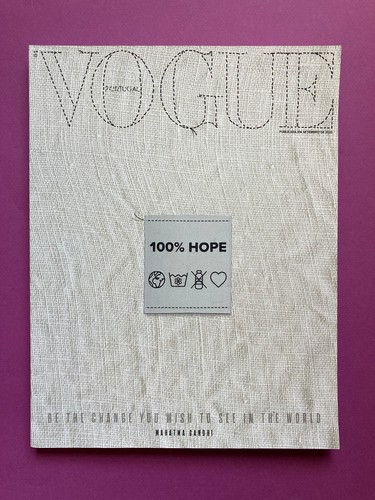 VOGUE
PORTUGAL
100% HOPE
BE THE CHANGE YOU WISH TO SEE IN THE WORLD
MAHATMA GANDHI